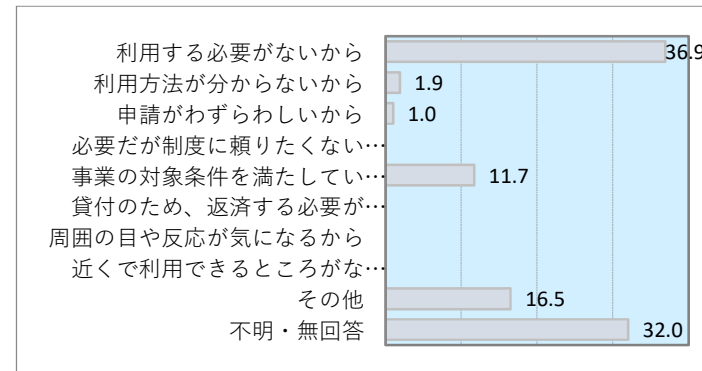 利用する必要がないから 36.9
利用方法が分からないから 1.9
申請がわずらわしいから 1.0
必要だが制度に頼りたくない…
事業の対象条件を満たしてい… 11.7
貸付のため、返済する必要が…
周囲の目や反応が気になるから
近くで利用できるところがな…
その他 16.5
不明・無回答 32.0